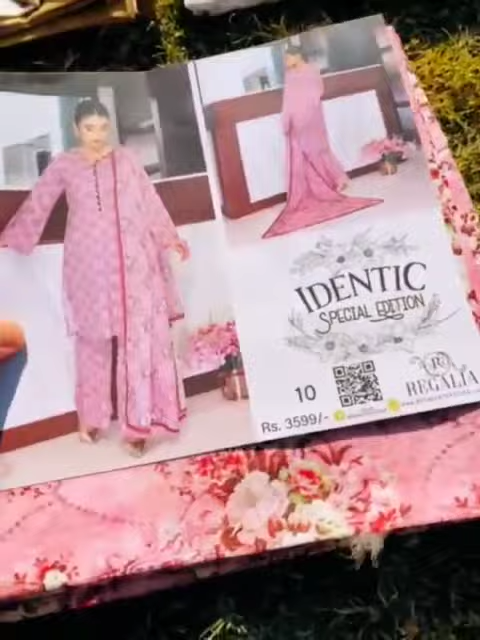 IDENTIC
SPECIAL EDITION
10
Rs. 3599/-
R
REGALIA